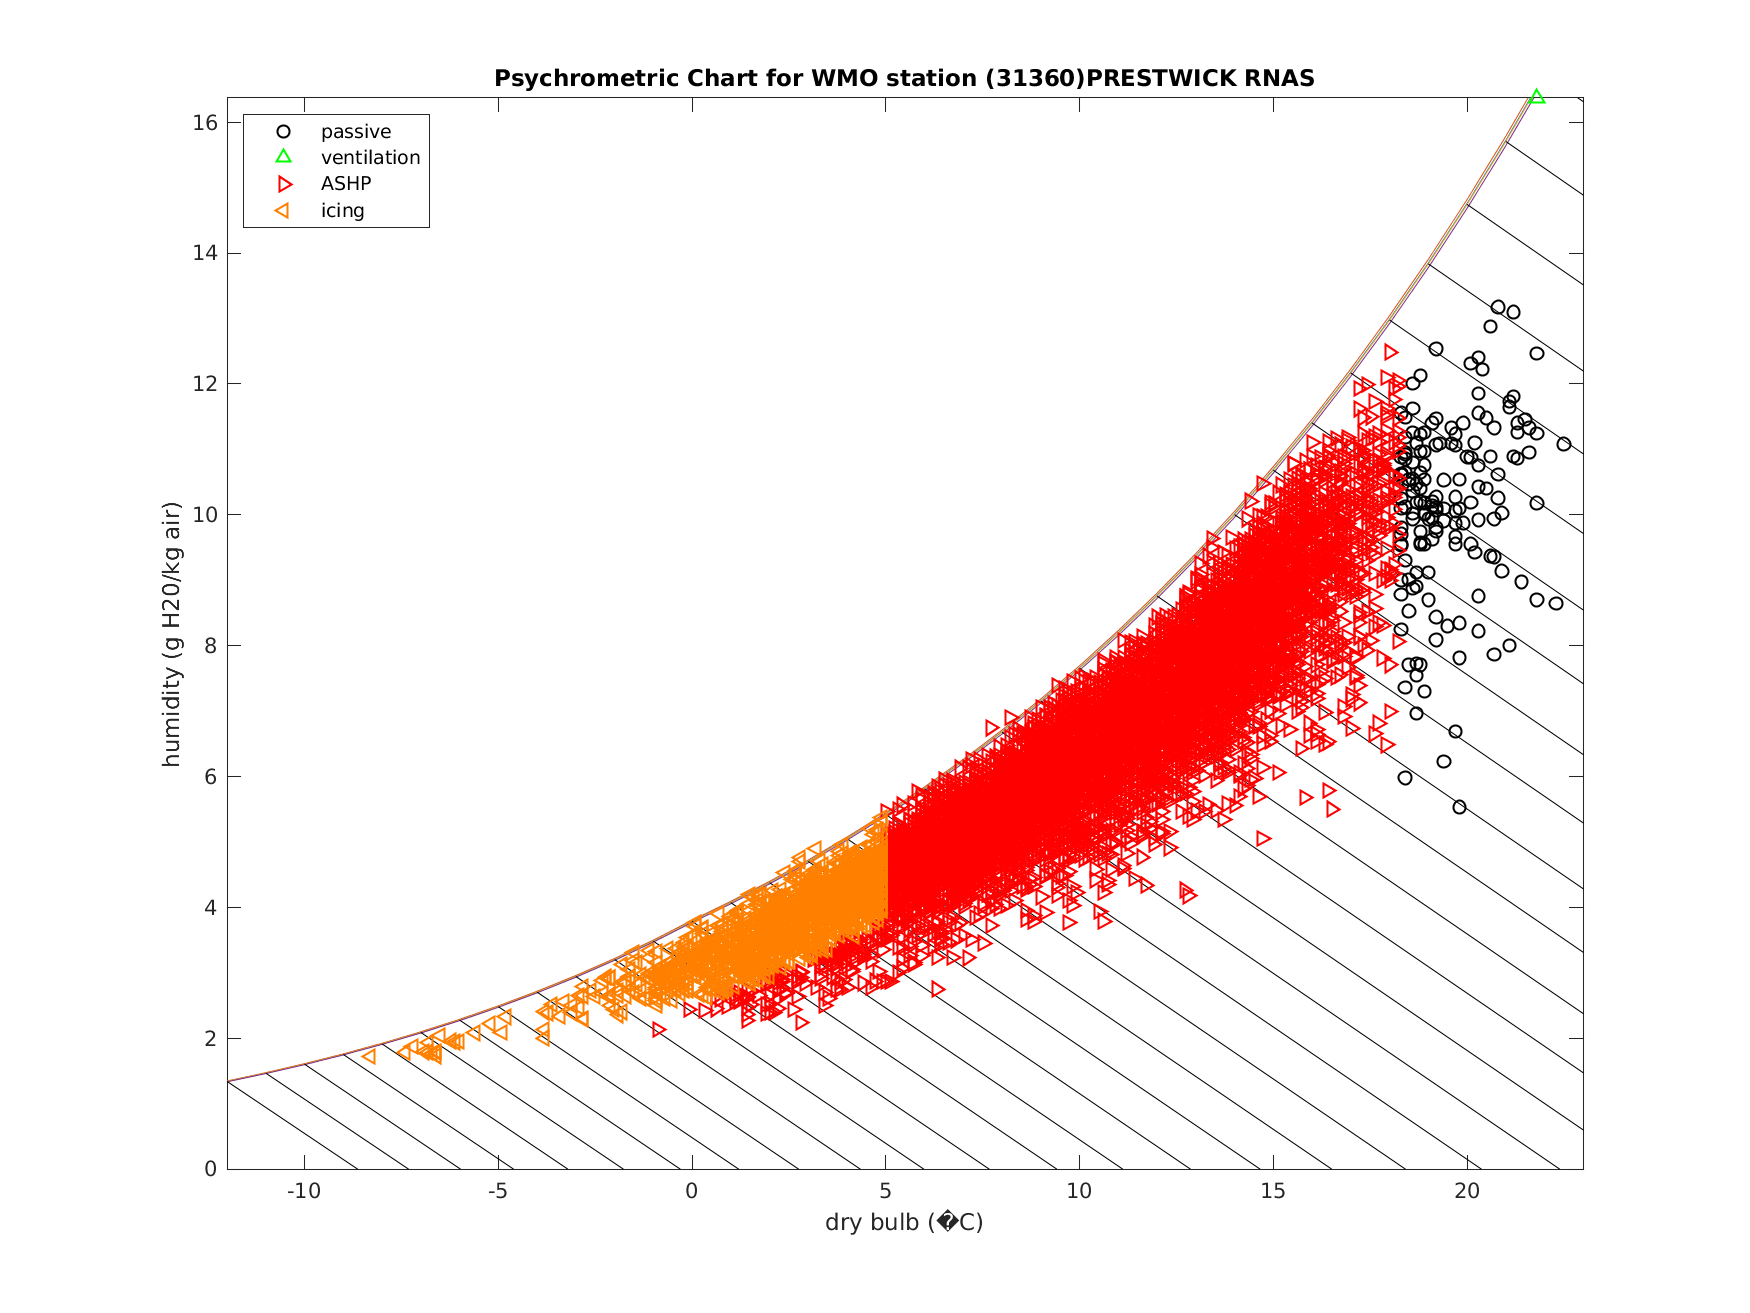 Psychrometric Chart for WMO station (31360)PRESTWICK RNAS
passive
ventilation
ASHP
icing
humidity (g H20/kg air)
16
14
12
10
8
6
4
2
0
-10 -5 0 5 10 15 20
dry bulb (�C)